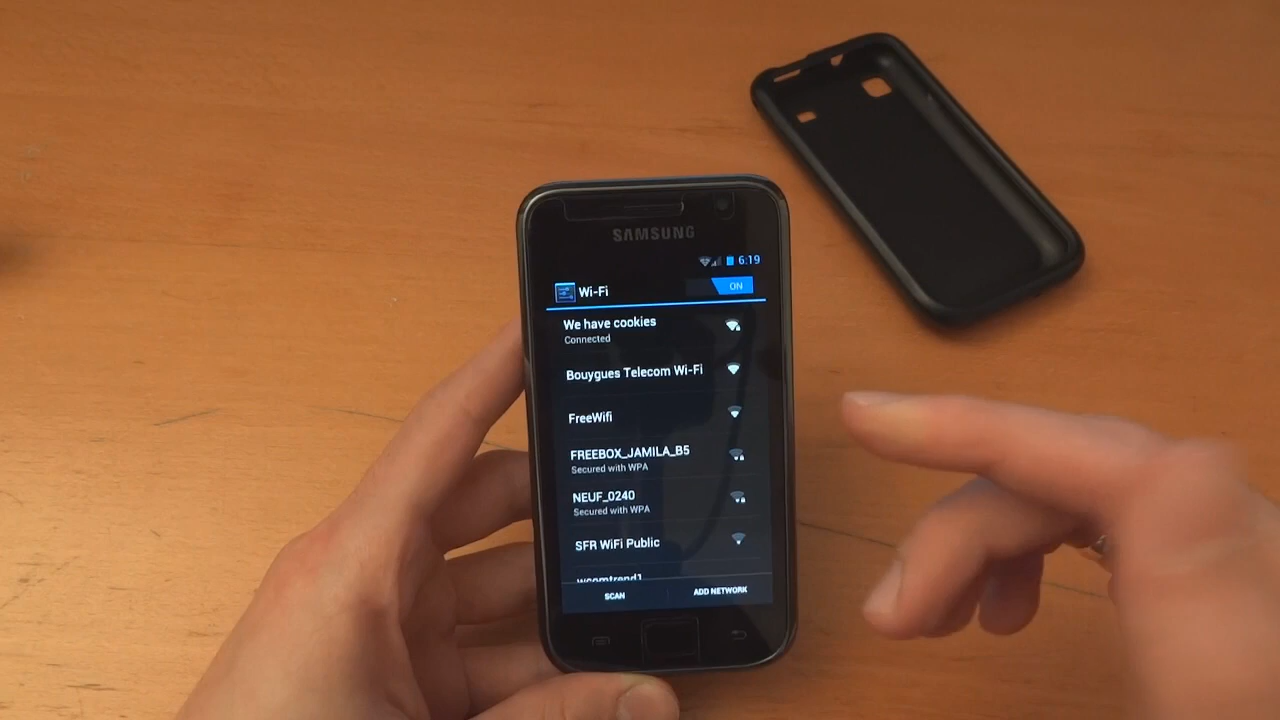 SAMSUNG
6:19
Wi-Fi
ON
We have cookies
Connected
Bouygues Telecom Wi-Fi
FreeWifi
FREEBOX_JAMILA_B5
Secured with WPA
NEUF_0240
Secured with WPA
SFR WiFi Public
wcomtrend1
SCAN
ADD NETWORK